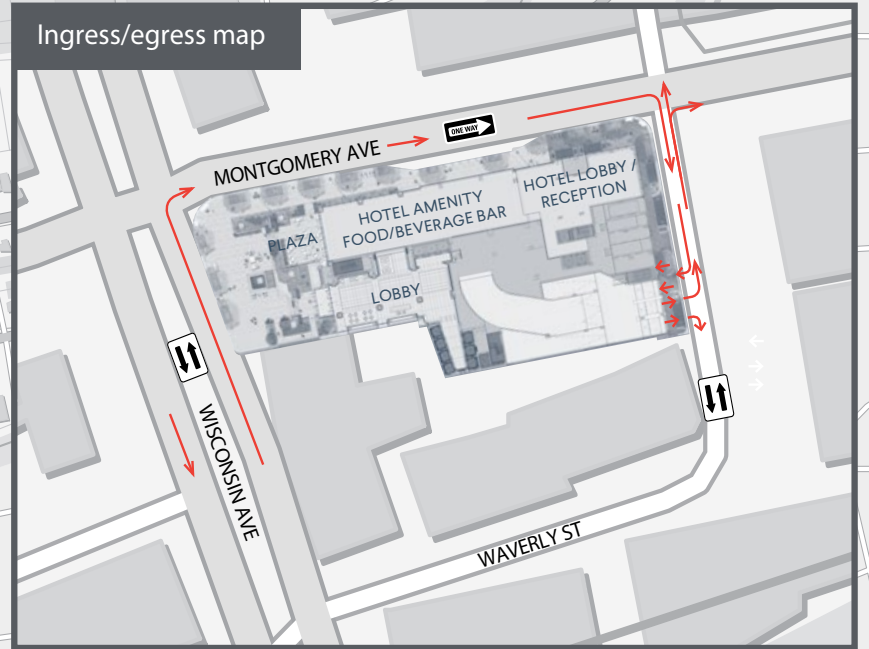 Ingress/egress map
ONE WAY
MONTGOMERY AVE
HOTEL LOBBY /
RECEPTION
HOTEL AMENITY
FOOD/BEVERAGE BAR
PLAZA
LOBBY
WISCONSIN AVE
WAVERLY ST